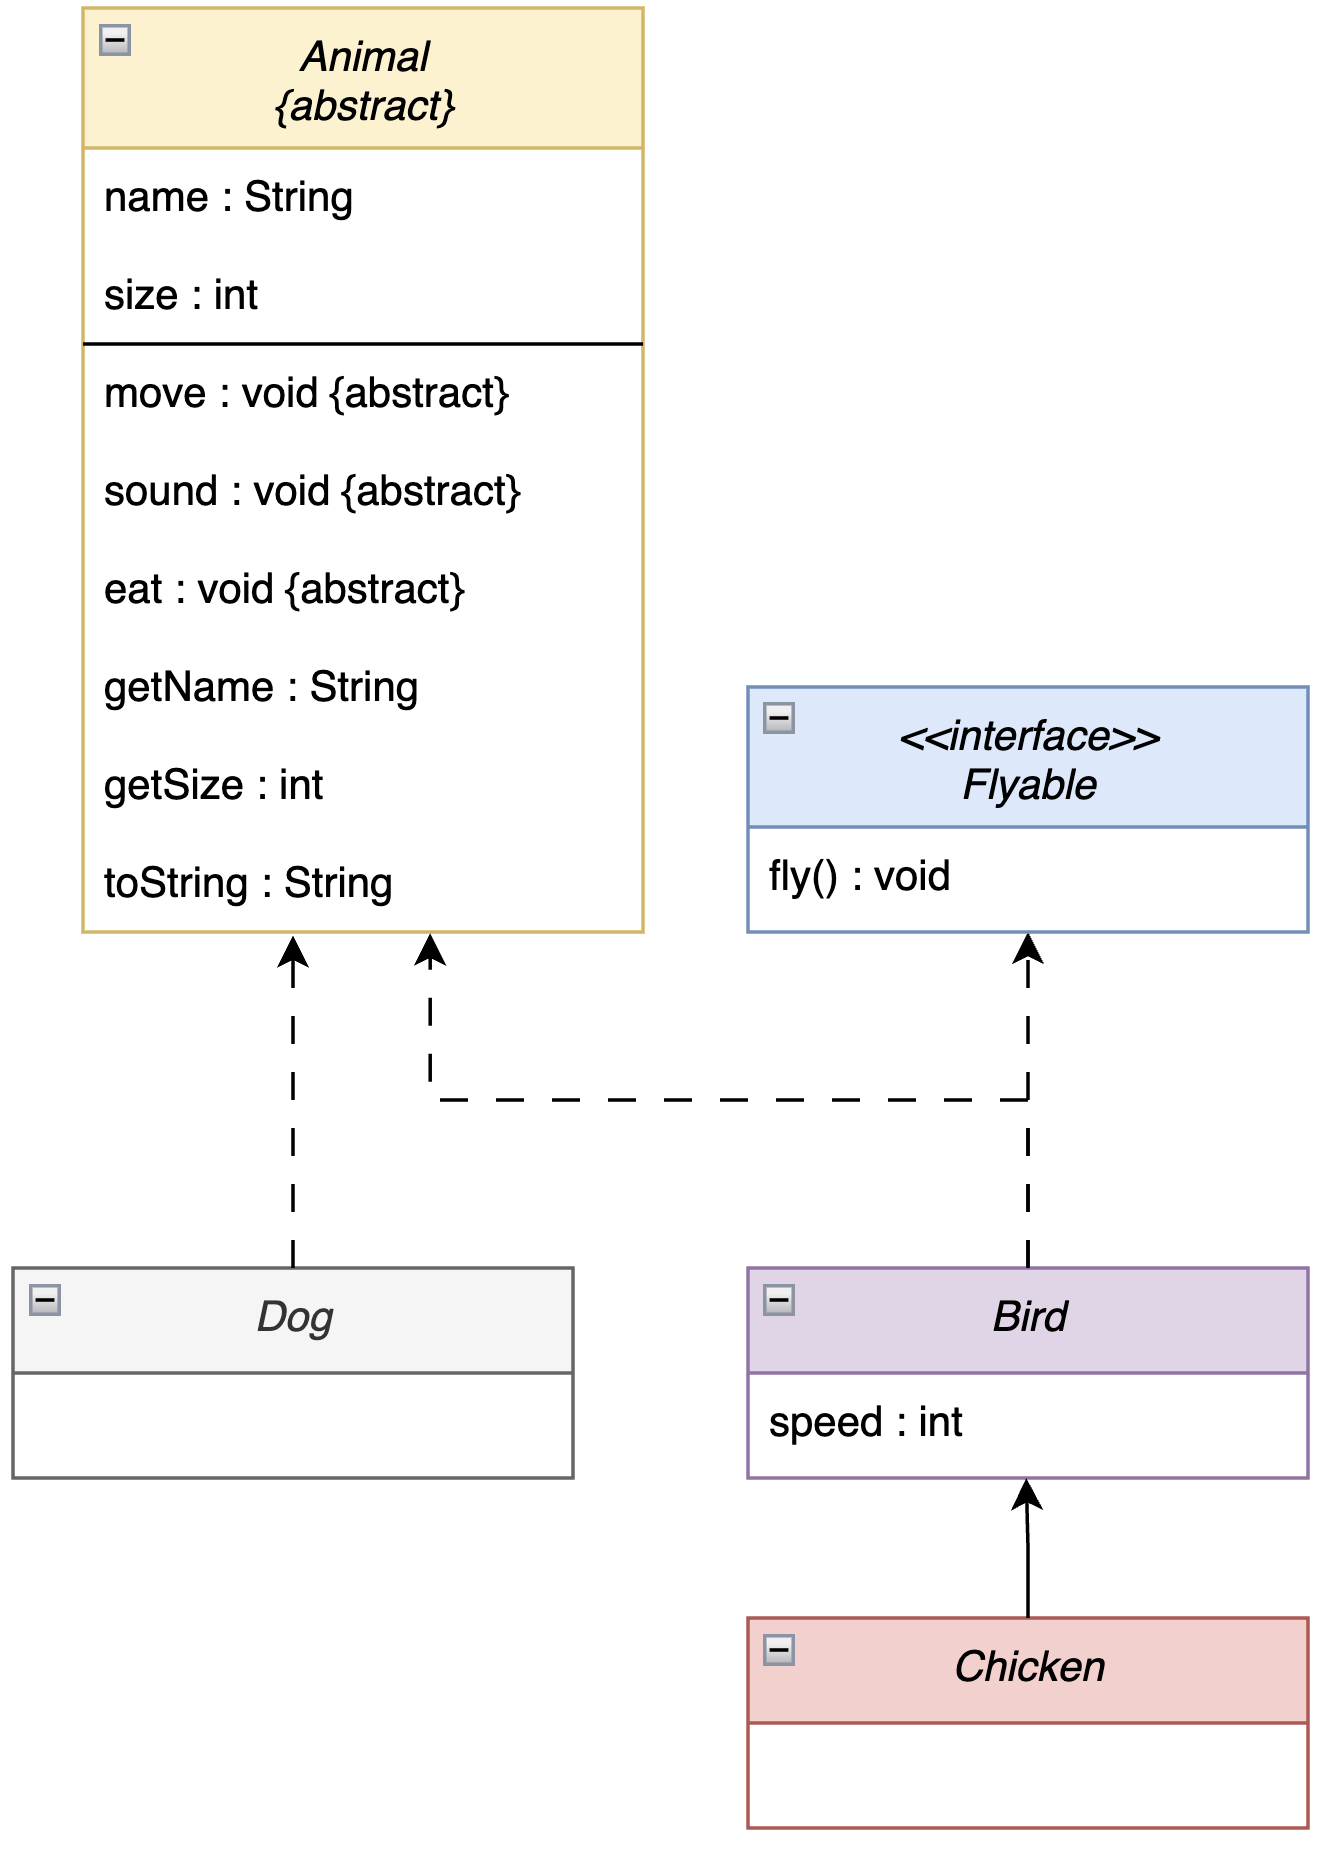 Animal
{abstract}
name : String
size : int
move : void {abstract}
sound : void {abstract}
eat : void {abstract}
getName : String
getSize : int
toString : String
<<interface>>
Flyable
fly() : void
Dog
Bird
speed : int
Chicken